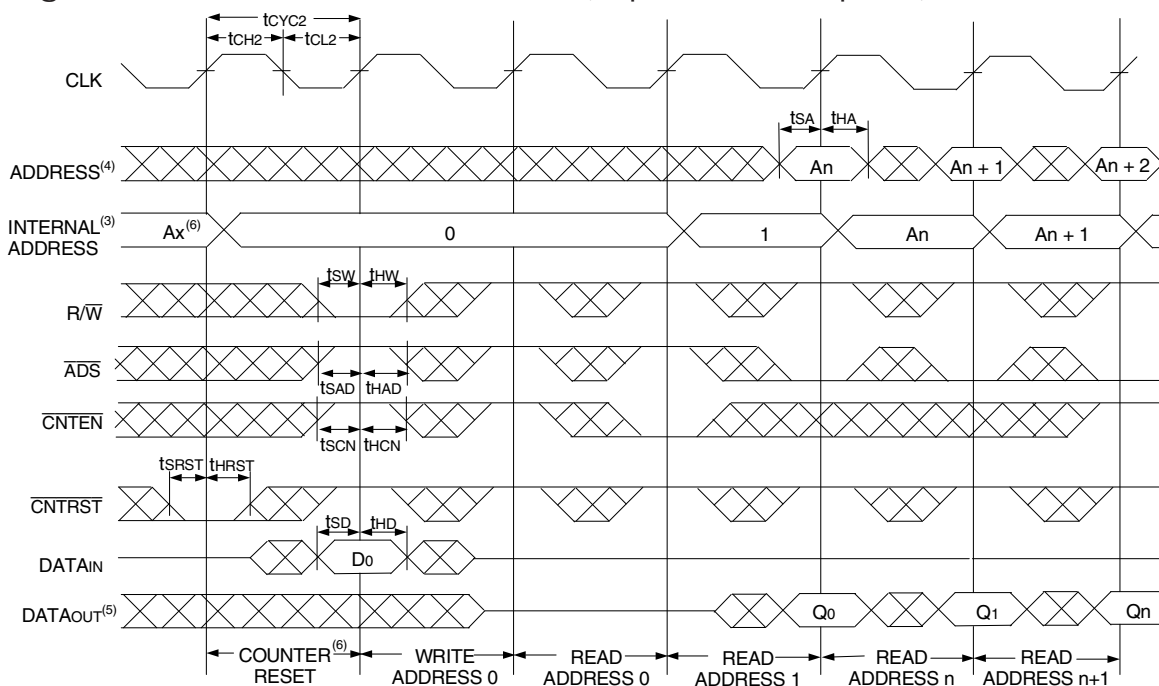 tCYC2
tCH2 tCL2
CLK
tSA tHA
ADDRESS(4) An An + 1 An + 2
INTERNAL(3) ADDRESS Ax(6) 0 1 An An + 1
tSW tHW
R/W̅
A̅D̅S̅
tSAD tHAD
C̅N̅T̅E̅N̅
tSCN tHCN
tSRST tHRST
C̅N̅T̅R̅S̅T̅
tSD tHD
DATAIN D0
DATAOUT(5) Q0 Q1 Qn
COUNTER(6) RESET
WRITE ADDRESS 0
READ ADDRESS 0
READ ADDRESS 1
READ ADDRESS n
READ ADDRESS n+1